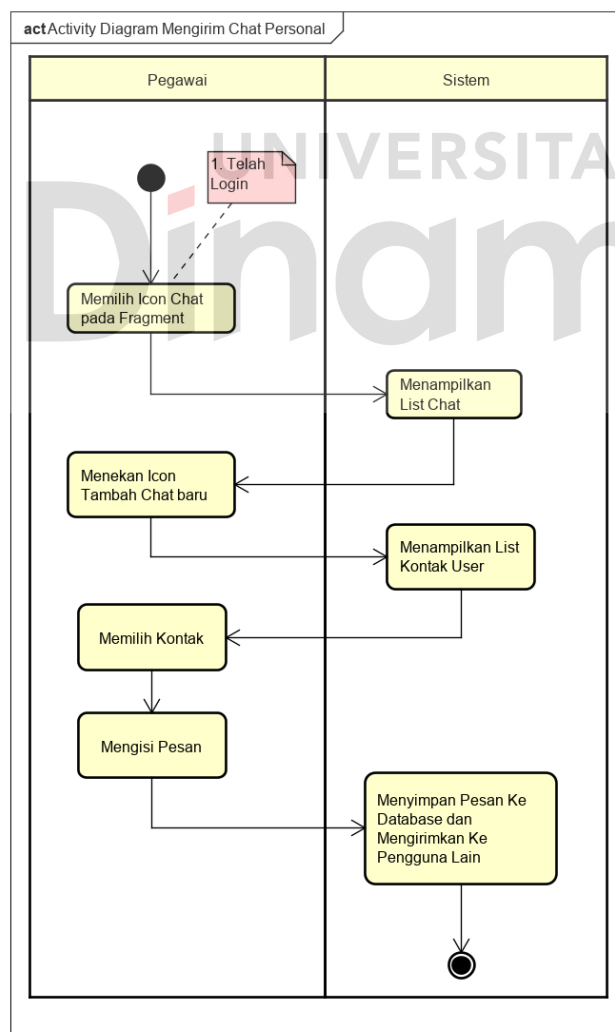 act Activity Diagram Mengirim Chat Personal
Pegawai
Sistem
UNIVERSITA
Dinam
1. Telah
Login
Memilih Icon Chat
pada Fragment
Menampilkan
List Chat
Menekan Icon
Tambah Chat baru
Menampilkan List
Kontak User
Memilih Kontak
Mengisi Pesan
Menyimpan Pesan Ke
Database dan
Mengirimkan Ke
Pengguna Lain